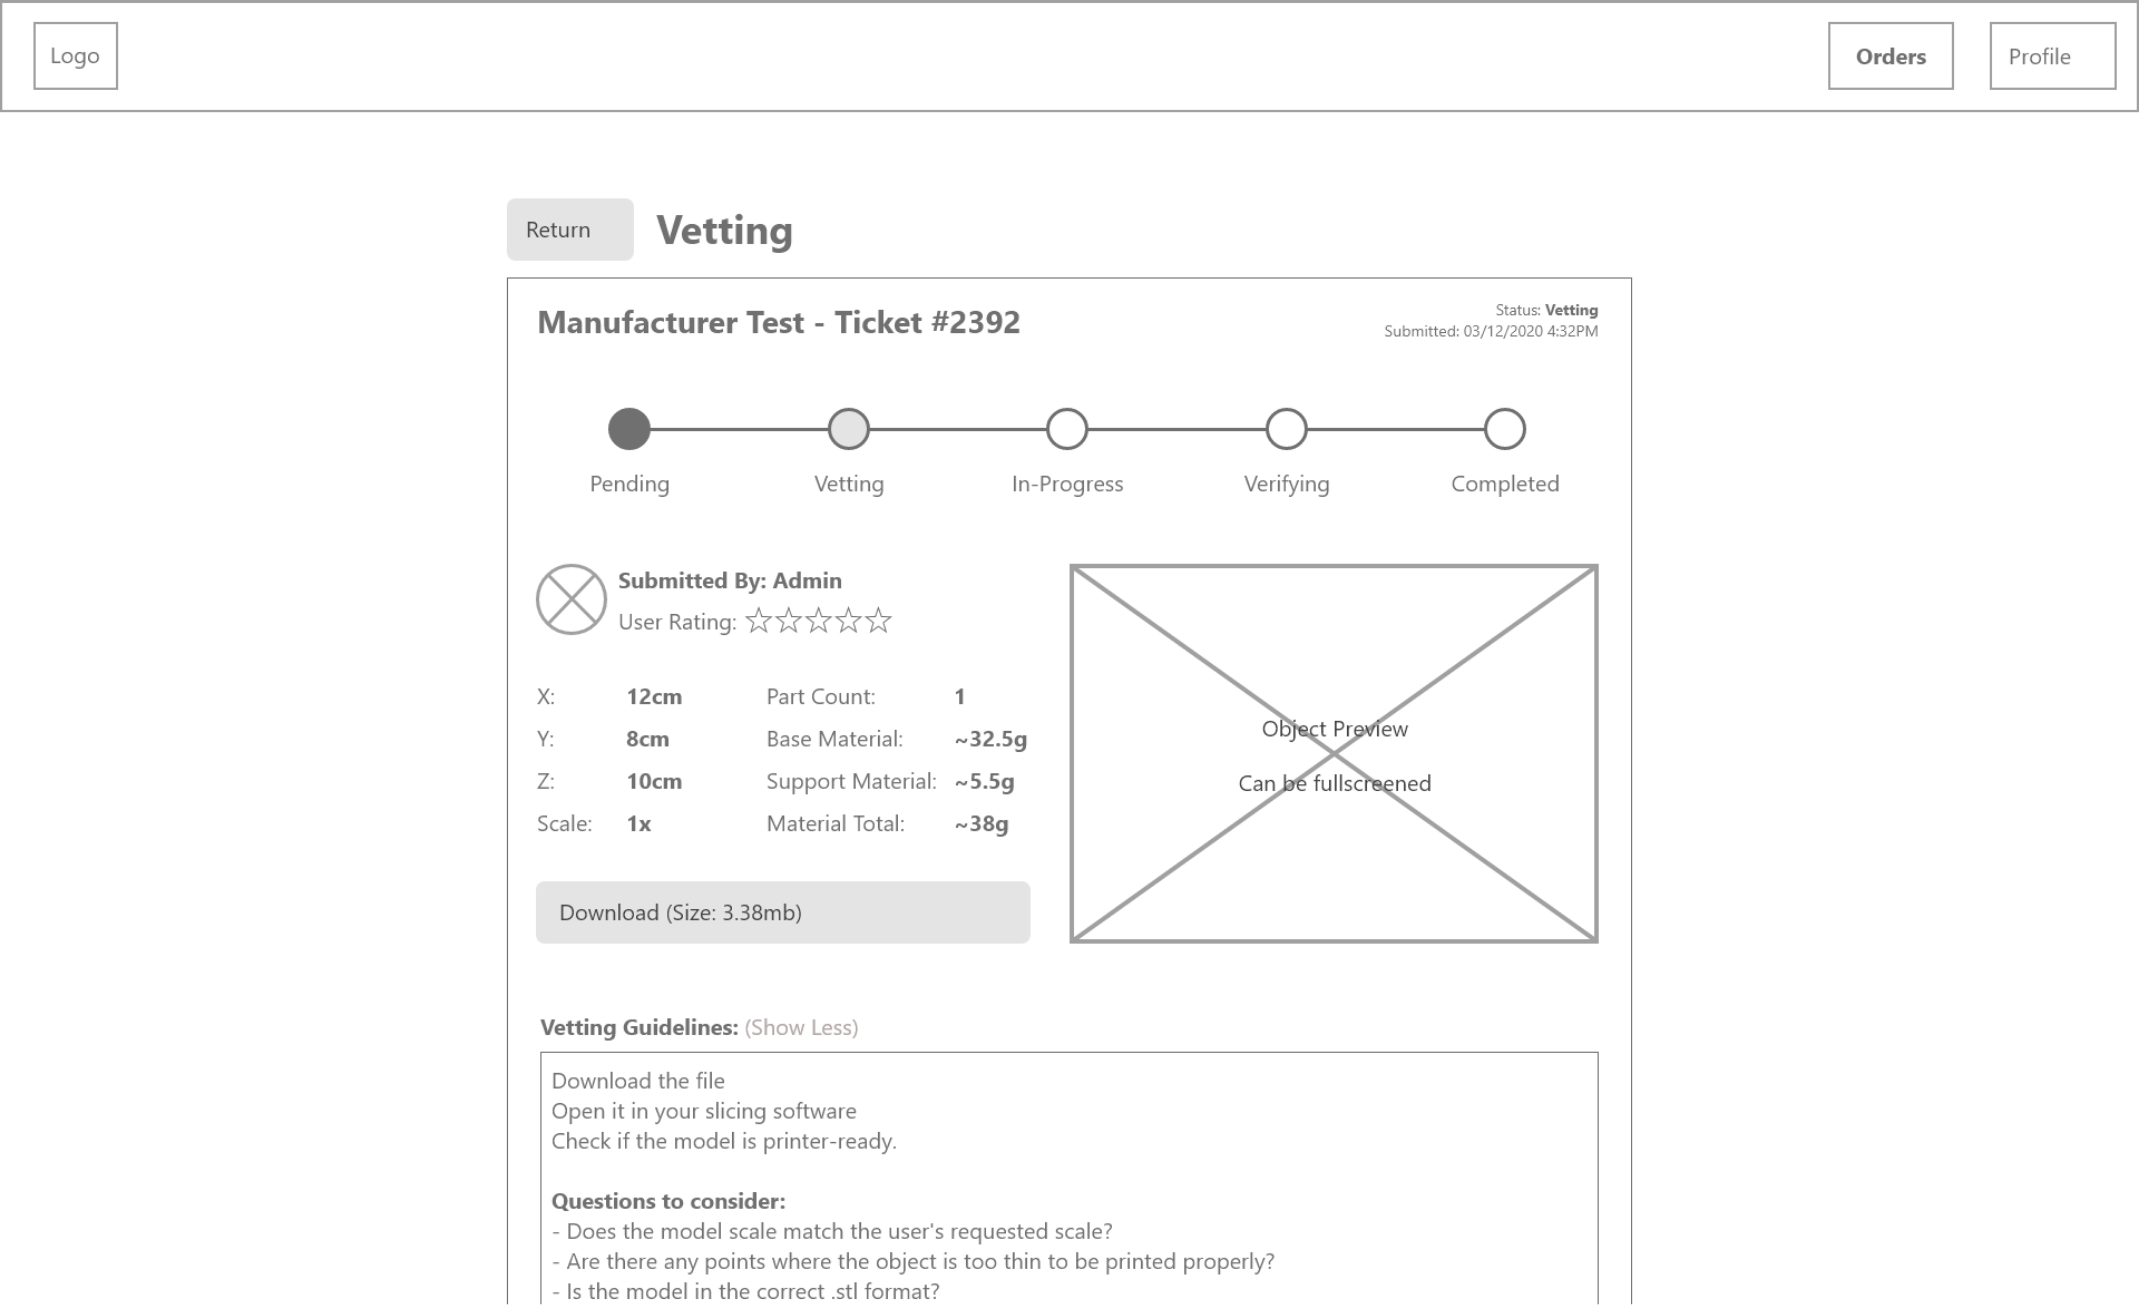 Logo
Orders
Profile
Return
Vetting
Manufacturer Test - Ticket #2392
Status: Vetting
Submitted: 03/12/2020 4:32PM
Pending
Vetting
In-Progress
Verifying
Completed
Submitted By: Admin
User Rating: ☆☆☆☆☆
X: 12cm
Y: 8cm
Z: 10cm
Scale: 1x
Part Count: 1
Base Material: ~32.5g
Support Material: ~5.5g
Material Total: ~38g
Object Preview
Can be fullscreened
Download (Size: 3.38mb)
Vetting Guidelines: (Show Less)
Download the file
Open it in your slicing software
Check if the model is printer-ready.
Questions to consider:
- Does the model scale match the user's requested scale?
- Are there any points where the object is too thin to be printed properly?
- Is the model in the correct .stl format?